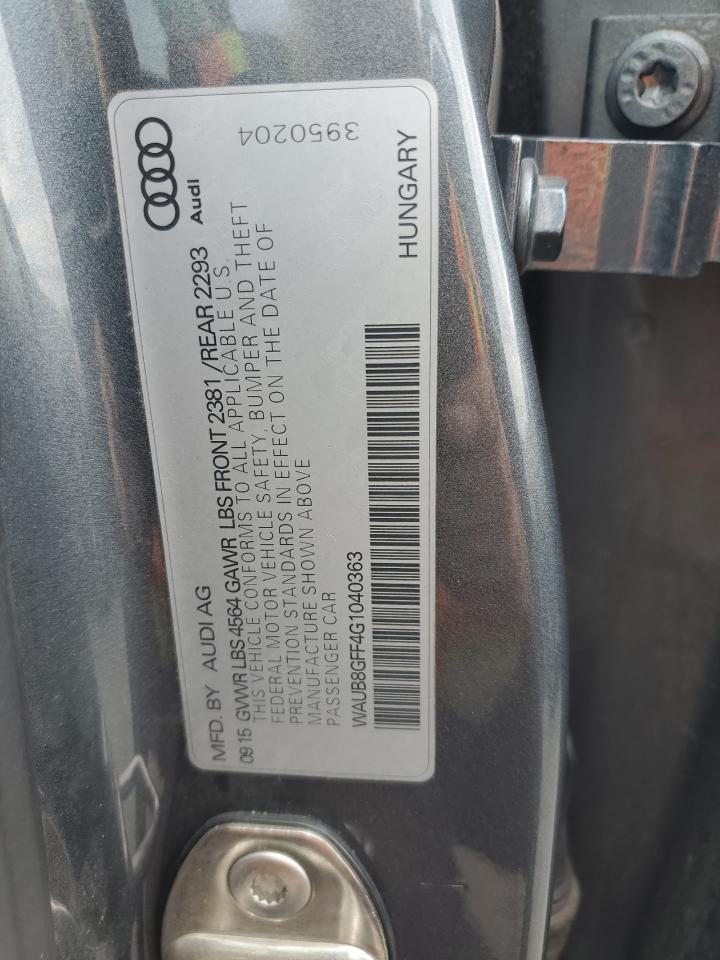 MFD. BY AUDI AG
Audi
09 15 GVWR LBS 4564 GAWR LBS FRONT 2381 /REAR 2293
THIS VEHICLE CONFORMS TO ALL APPLICABLE U.S.
FEDERAL MOTOR VEHICLE SAFETY, BUMPER AND THEFT
PREVENTION STANDARDS IN EFFECT ON THE DATE OF
MANUFACTURE SHOWN ABOVE
PASSENGER CAR
3950204
WAUB8GFF4G1040363
HUNGARY